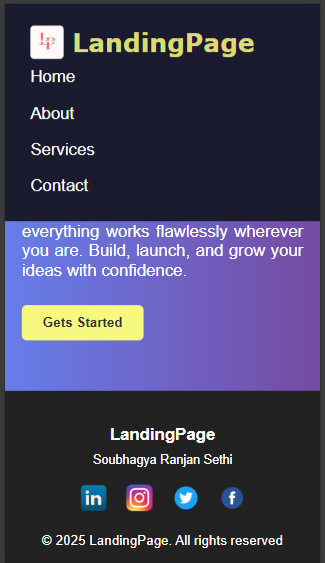 LP LandingPage
Home
About
Services
Contact
everything works flawlessly wherever
you are. Build, launch, and grow your
ideas with confidence.
Gets Started
LandingPage
Soubhagya Ranjan Sethi
in f
© 2025 LandingPage. All rights reserved